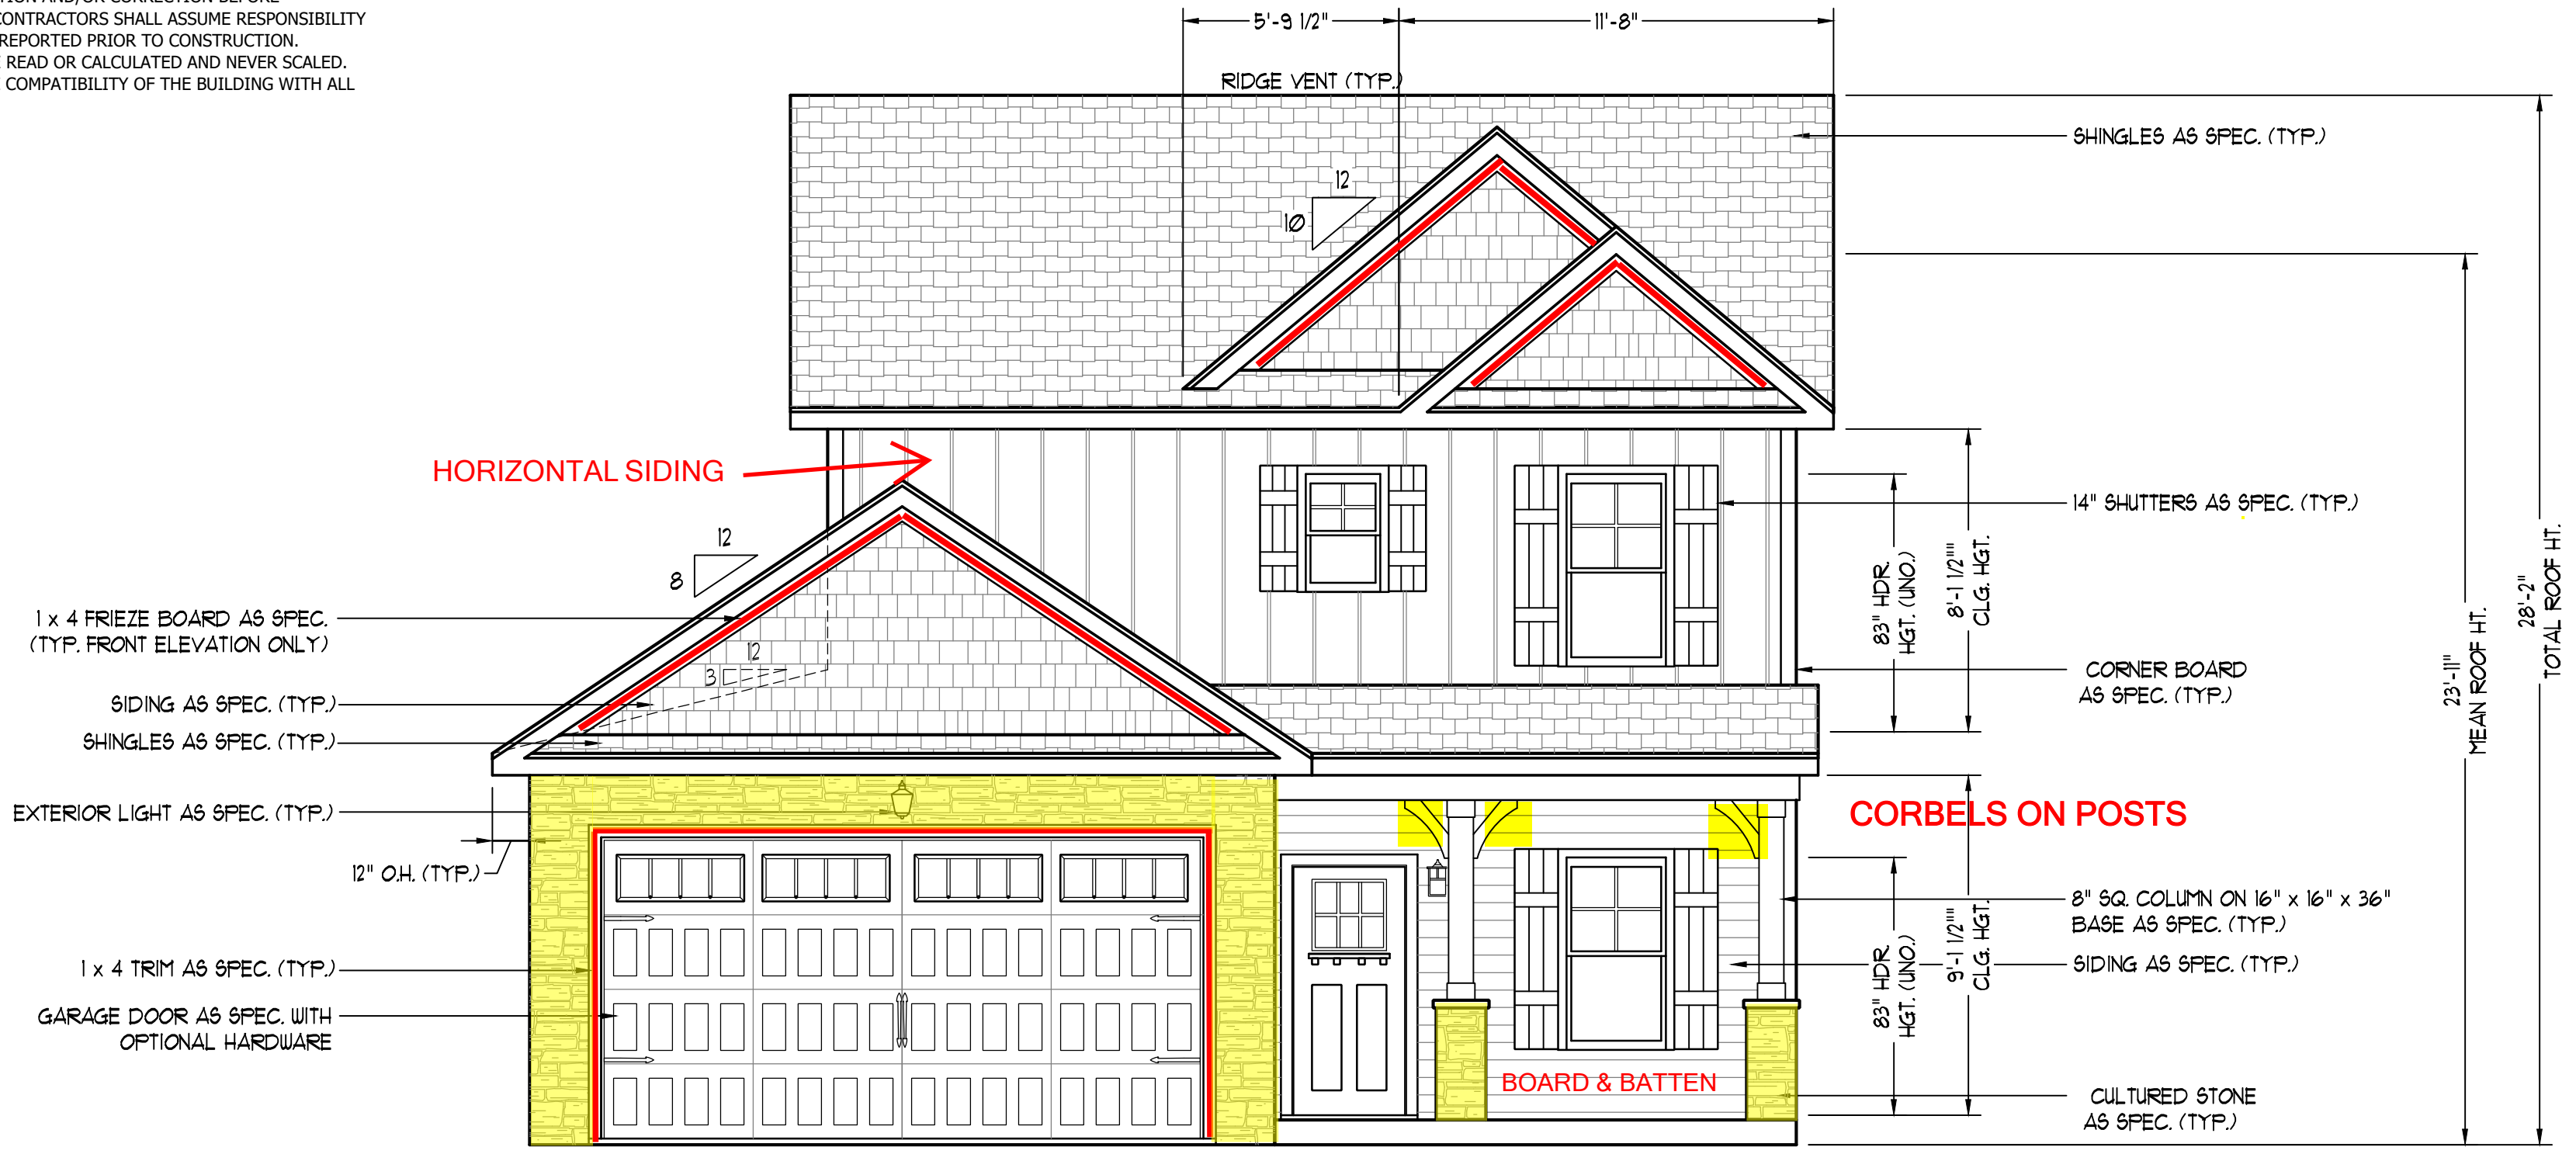 TION AND/OR CORRECTION BEFORE
CONTRACTORS SHALL ASSUME RESPONSIBILITY
REPORTED PRIOR TO CONSTRUCTION.
READ OR CALCULATED AND NEVER SCALED.
COMPATIBILITY OF THE BUILDING WITH ALL
5'-9 1/2"
11'-8"
RIDGE VENT (TYP.)
SHINGLES AS SPEC. (TYP.)
12
10
HORIZONTAL SIDING
14" SHUTTERS AS SPEC. (TYP.)
12
8
83" HDR.
HGT. (UNO.)
8'-1 1/2""
CLG. HGT.
28'-2"
TOTAL ROOF HT.
23'-11"
MEAN ROOF HT.
1 x 4 FRIEZE BOARD AS SPEC.
(TYP. FRONT ELEVATION ONLY)
12
3
CORNER BOARD
AS SPEC. (TYP.)
SIDING AS SPEC. (TYP.)
SHINGLES AS SPEC. (TYP.)
EXTERIOR LIGHT AS SPEC. (TYP.)
CORBELS ON POSTS
12" O.H. (TYP.)
8" SQ. COLUMN ON 16" x 16" x 36"
BASE AS SPEC. (TYP.)
83" HDR.
HGT. (UNO.)
9'-1 1/2""
CLG. HGT.
1 x 4 TRIM AS SPEC. (TYP.)
SIDING AS SPEC. (TYP.)
GARAGE DOOR AS SPEC. WITH
OPTIONAL HARDWARE
BOARD & BATTEN
CULTURED STONE
AS SPEC. (TYP.)